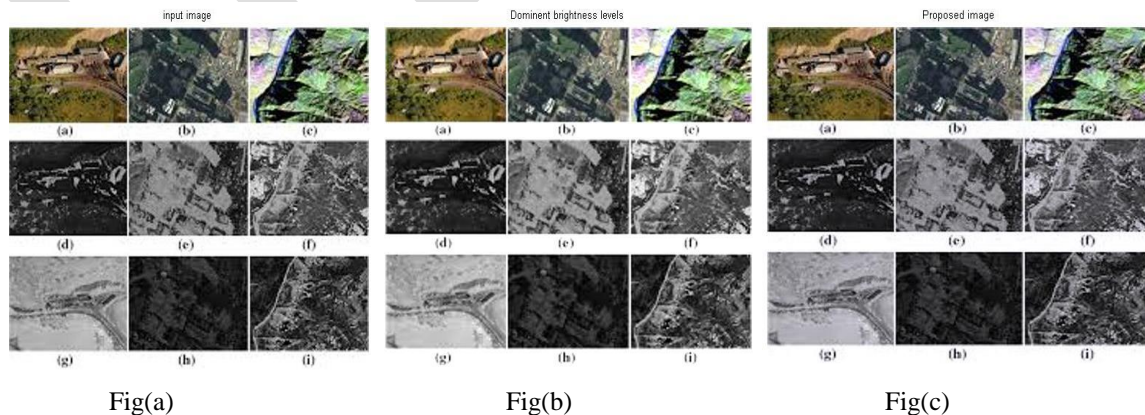 input image
Dominent brightness levels
Proposed image
(a) (b) (c) (a) (b) (c) (a) (b) (c)
(d) (e) (f) (d) (e) (f) (d) (e) (f)
(g) (h) (i) (g) (h) (i) (g) (h) (i)
Fig(a) Fig(b) Fig(c)